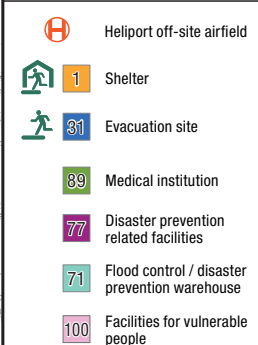 H Heliport off-site airfield
1 Shelter
31 Evacuation site
89 Medical institution
77 Disaster prevention
related facilities
71 Flood control / disaster
prevention warehouse
100 Facilities for vulnerable
people